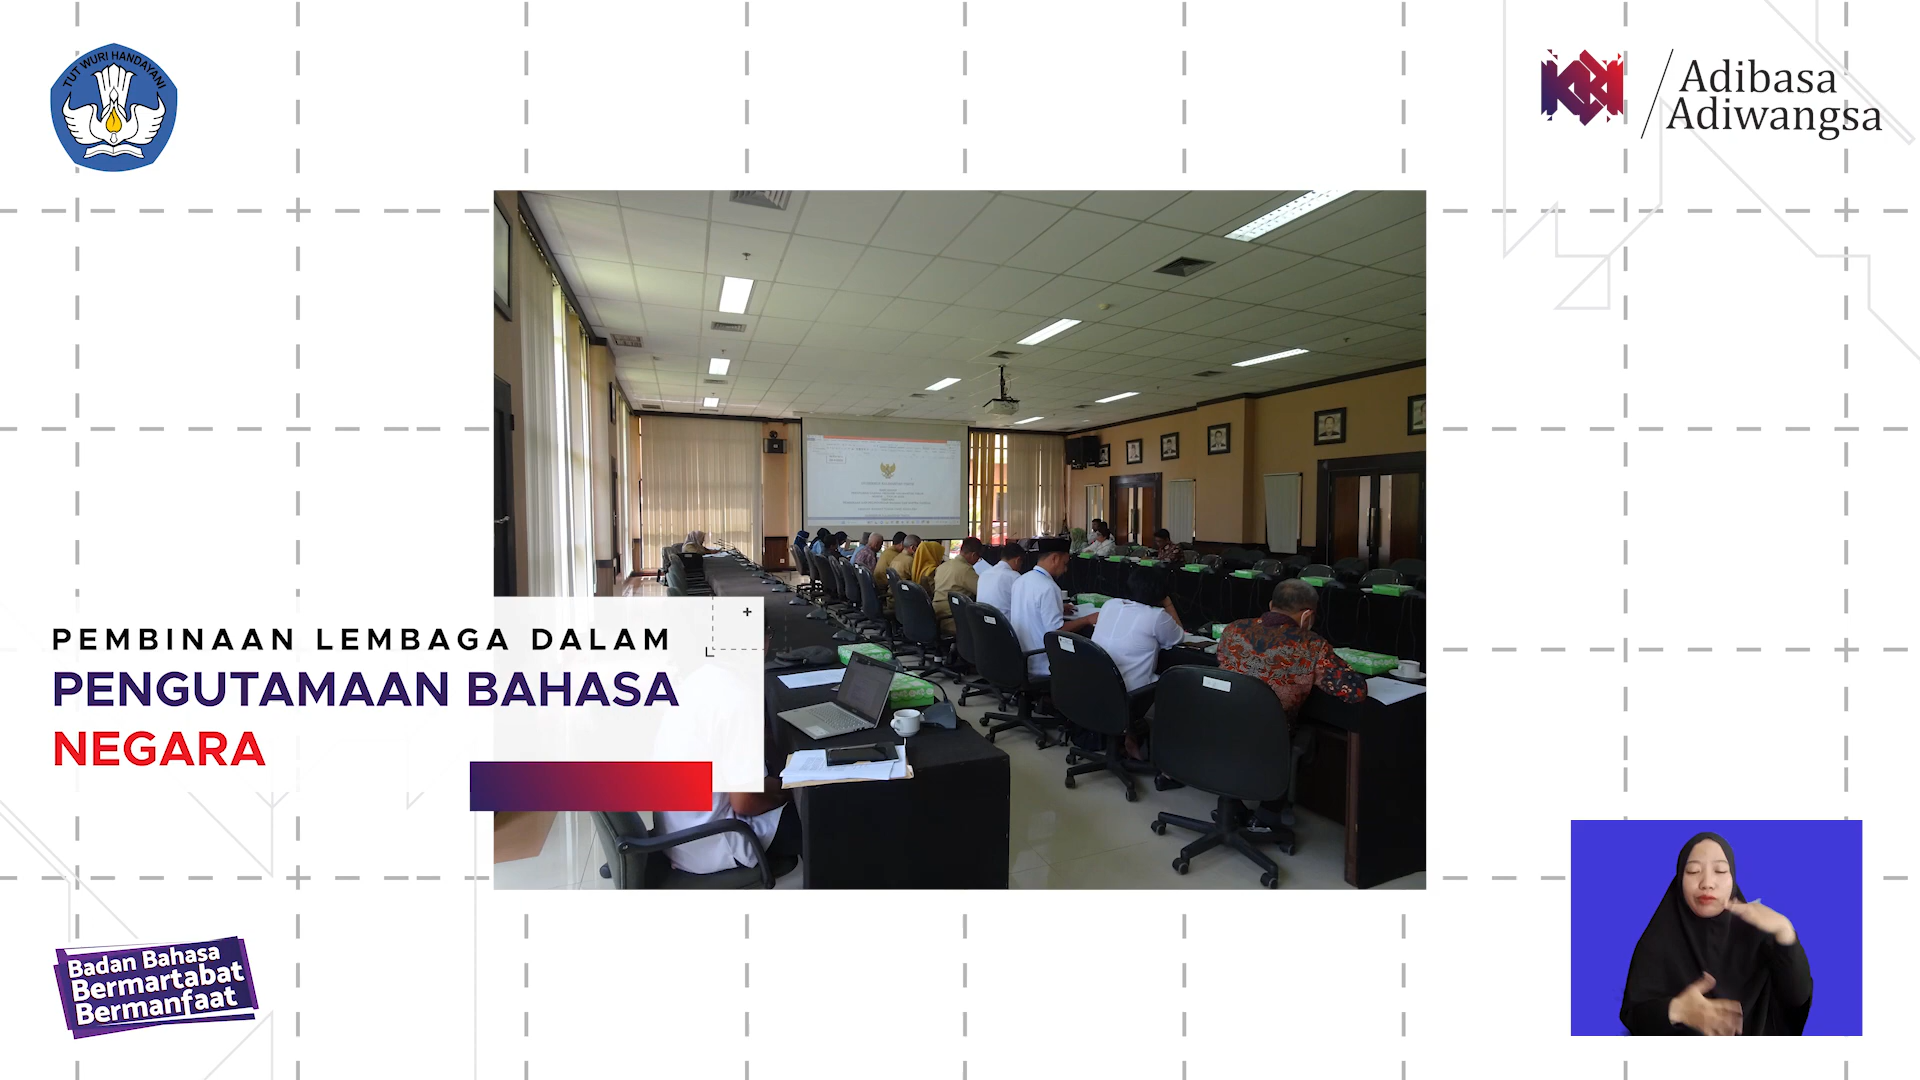 TUT WURI HANDAYANI
Adibasa
Adiwangsa
PEMBINAAN LEMBAGA DALAM
PENGUTAMAAN BAHASA
NEGARA
Badan Bahasa
Bermartabat
Bermanfaat